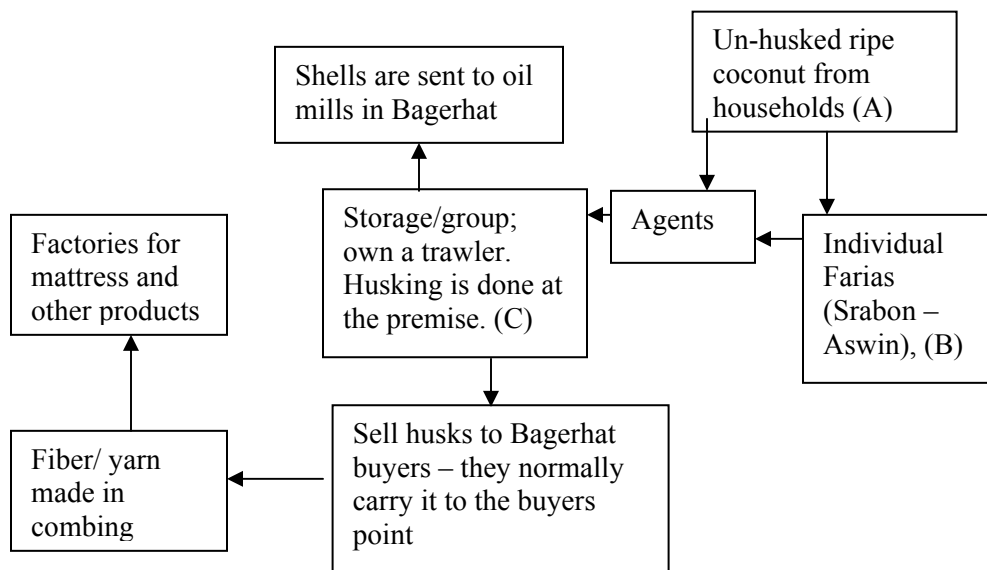 Un-husked ripe
coconut from
households (A)
Shells are sent to oil
mills in Bagerhat
Agents
Individual
Farias
(Srabon –
Aswin), (B)
Storage/group;
own a trawler.
Husking is done at
the premise. (C)
Factories for
mattress and
other products
Sell husks to Bagerhat
buyers – they normally
carry it to the buyers
point
Fiber/ yarn
made in
combing